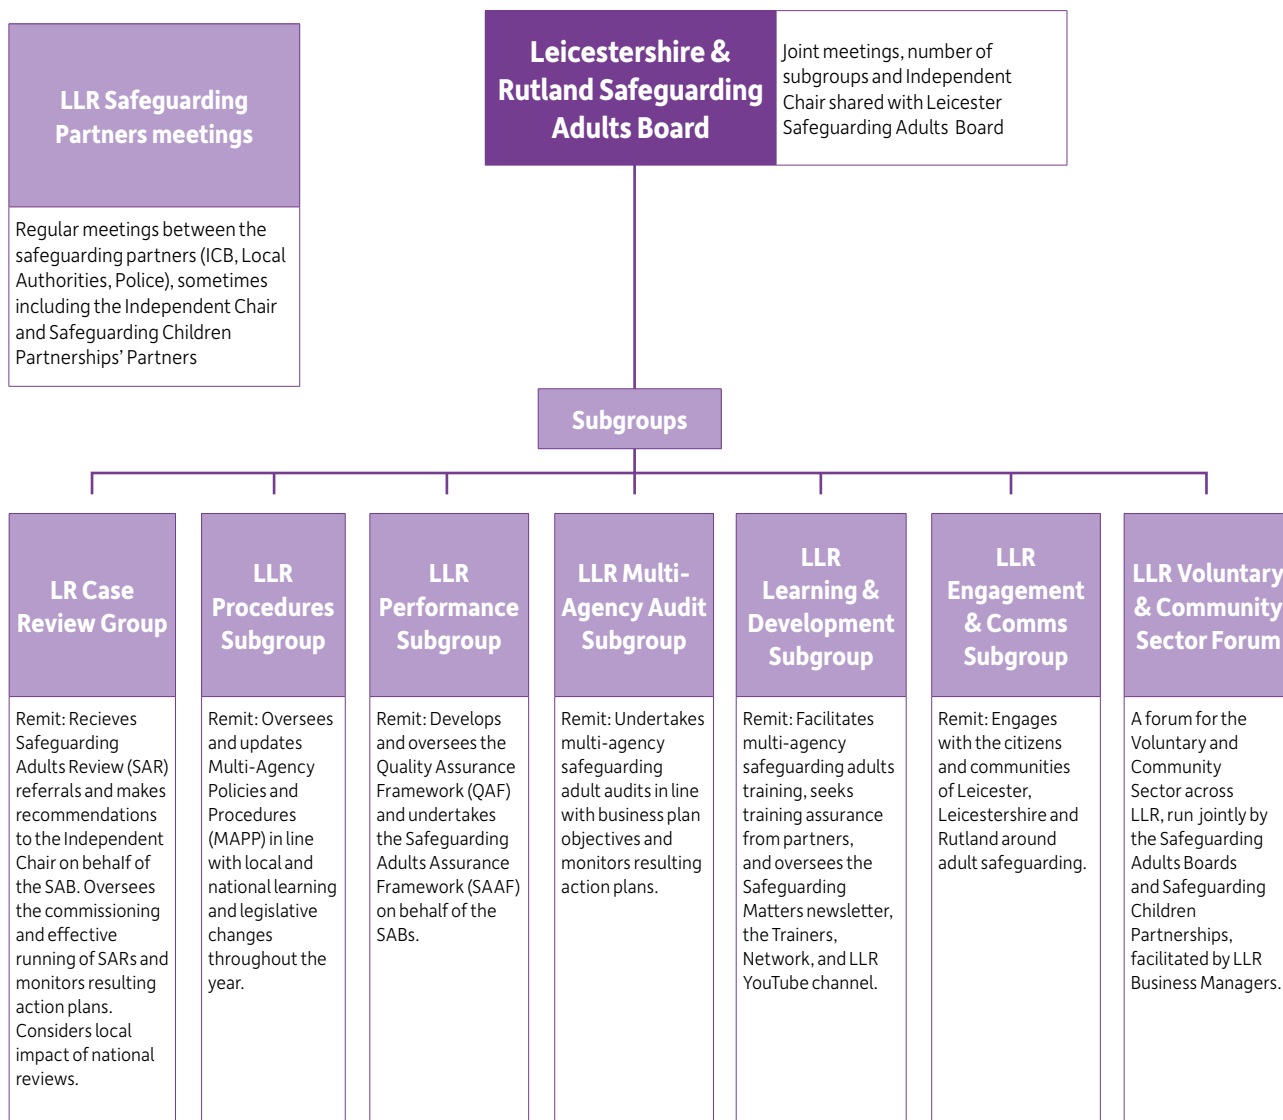 LLR Safeguarding
Partners meetings
Regular meetings between the
safeguarding partners (ICB, Local
Authorities, Police), sometimes
including the Independent Chair
and Safeguarding Children
Partnerships’ Partners
Leicestershire &
Rutland Safeguarding
Adults Board
Joint meetings, number of
subgroups and Independent
Chair shared with Leicester
Safeguarding Adults Board
Subgroups
LR Case
Review Group
Remit: Recieves
Safeguarding
Adults Review (SAR)
referrals and makes
recommendations
to the Independent
Chair on behalf of
the SAB. Oversees
the commissioning
and effective
running of SARs and
monitors resulting
action plans.
Considers local
impact of national
reviews.
LLR
Procedures
Subgroup
Remit: Oversees
and updates
Multi-Agency
Policies and
Procedures
(MAPP) in line
with local and
national learning
and legislative
changes
throughout the
year.
LLR
Performance
Subgroup
Remit: Develops
and oversees the
Quality Assurance
Framework (QAF)
and undertakes
the Safeguarding
Adults Assurance
Framework (SAAF)
on behalf of the
SABs.
LLR Multi-
Agency Audit
Subgroup
Remit: Undertakes
multi-agency
safeguarding
adult audits in line
with business plan
objectives and
monitors resulting
action plans.
LLR
Learning &
Development
Subgroup
Remit: Facilitates
multi-agency
safeguarding adults
training, seeks
training assurance
from partners,
and oversees the
Safeguarding
Matters newsletter,
the Trainers,
Network, and LLR
YouTube channel.
LLR
Engagement
& Comms
Subgroup
Remit: Engages
with the citizens
and communities
of Leicester,
Leicestershire and
Rutland around
adult safeguarding.
LLR Voluntary
& Community
Sector Forum
A forum for the
Voluntary and
Community
Sector across
LLR, run jointly by
the Safeguarding
Adults Boards
and Safeguarding
Children
Partnerships,
facilitated by LLR
Business Managers.